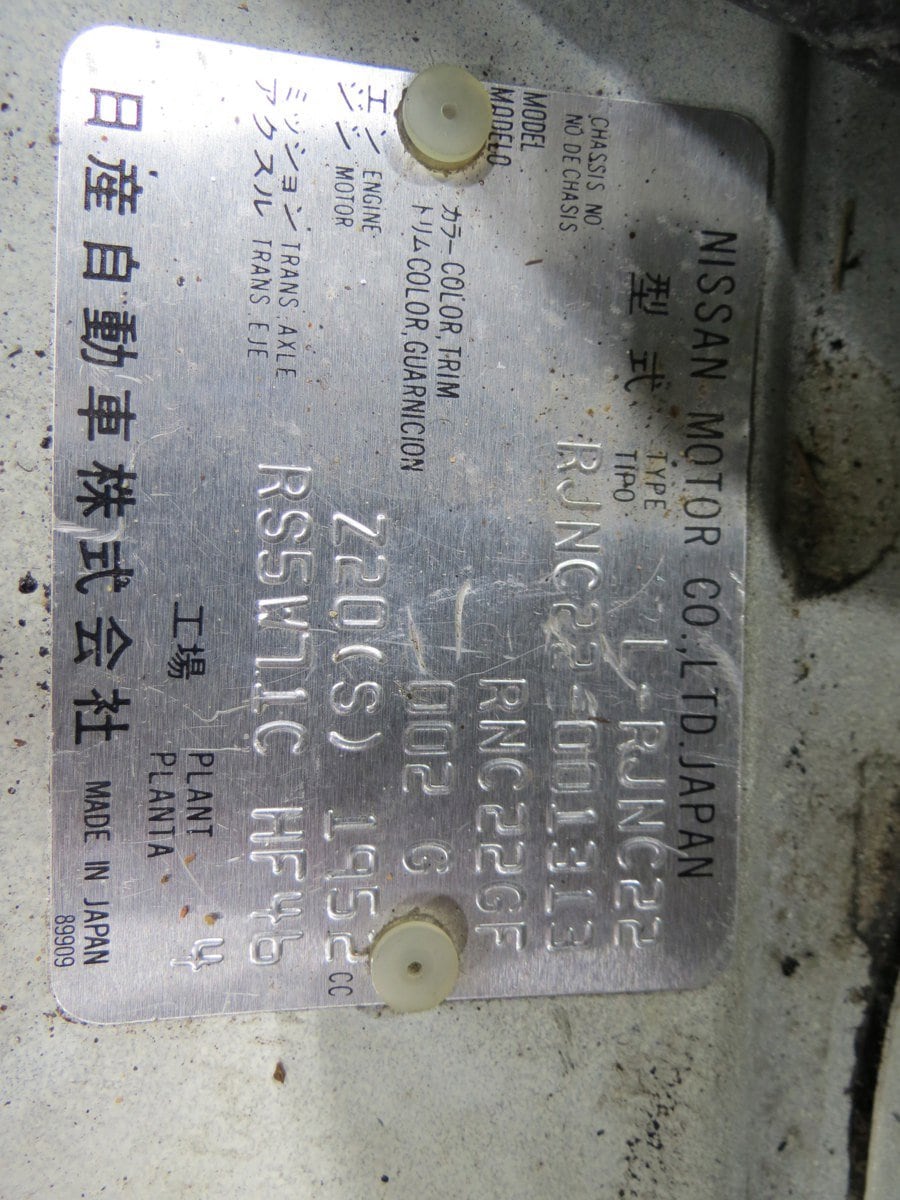 NISSAN MOTOR CO.,LTD.JAPAN
型式 TYPE
TIPO L-RJNC22
CHASSIS NO
NO DE CHASIS RJNC22-001313
MODEL
MODELO RNC22GF
カラー COLOR,TRIM
トリム COLOR,GUARNICION 002 G
エン ENGINE
ジン MOTOR Z20(S) 1952 CC
ミッション TRANS. AXLE
アクスル TRANS. EJE RS5W71C HF46
工場 PLANT
PLANTA 4
日産自動車株式会社 MADE IN JAPAN
89909